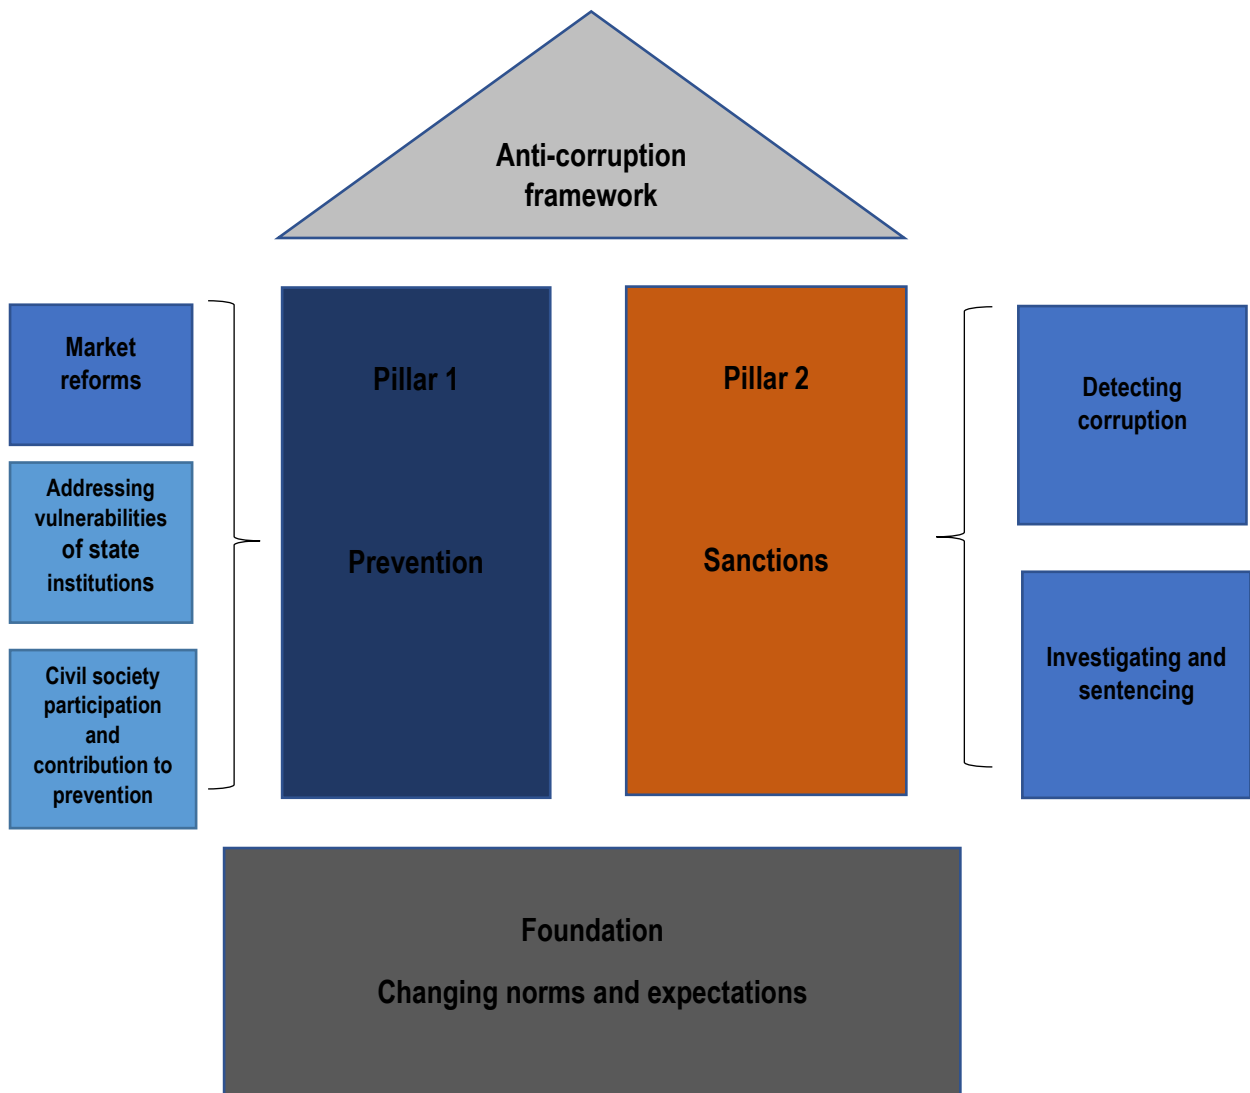 Anti-corruption
framework
Market
reforms
Addressing
vulnerabilities
of state
institutions
Civil society
participation
and
contribution to
prevention
Pillar 1
Prevention
Pillar 2
Sanctions
Detecting
corruption
Investigating and
sentencing
Foundation
Changing norms and expectations